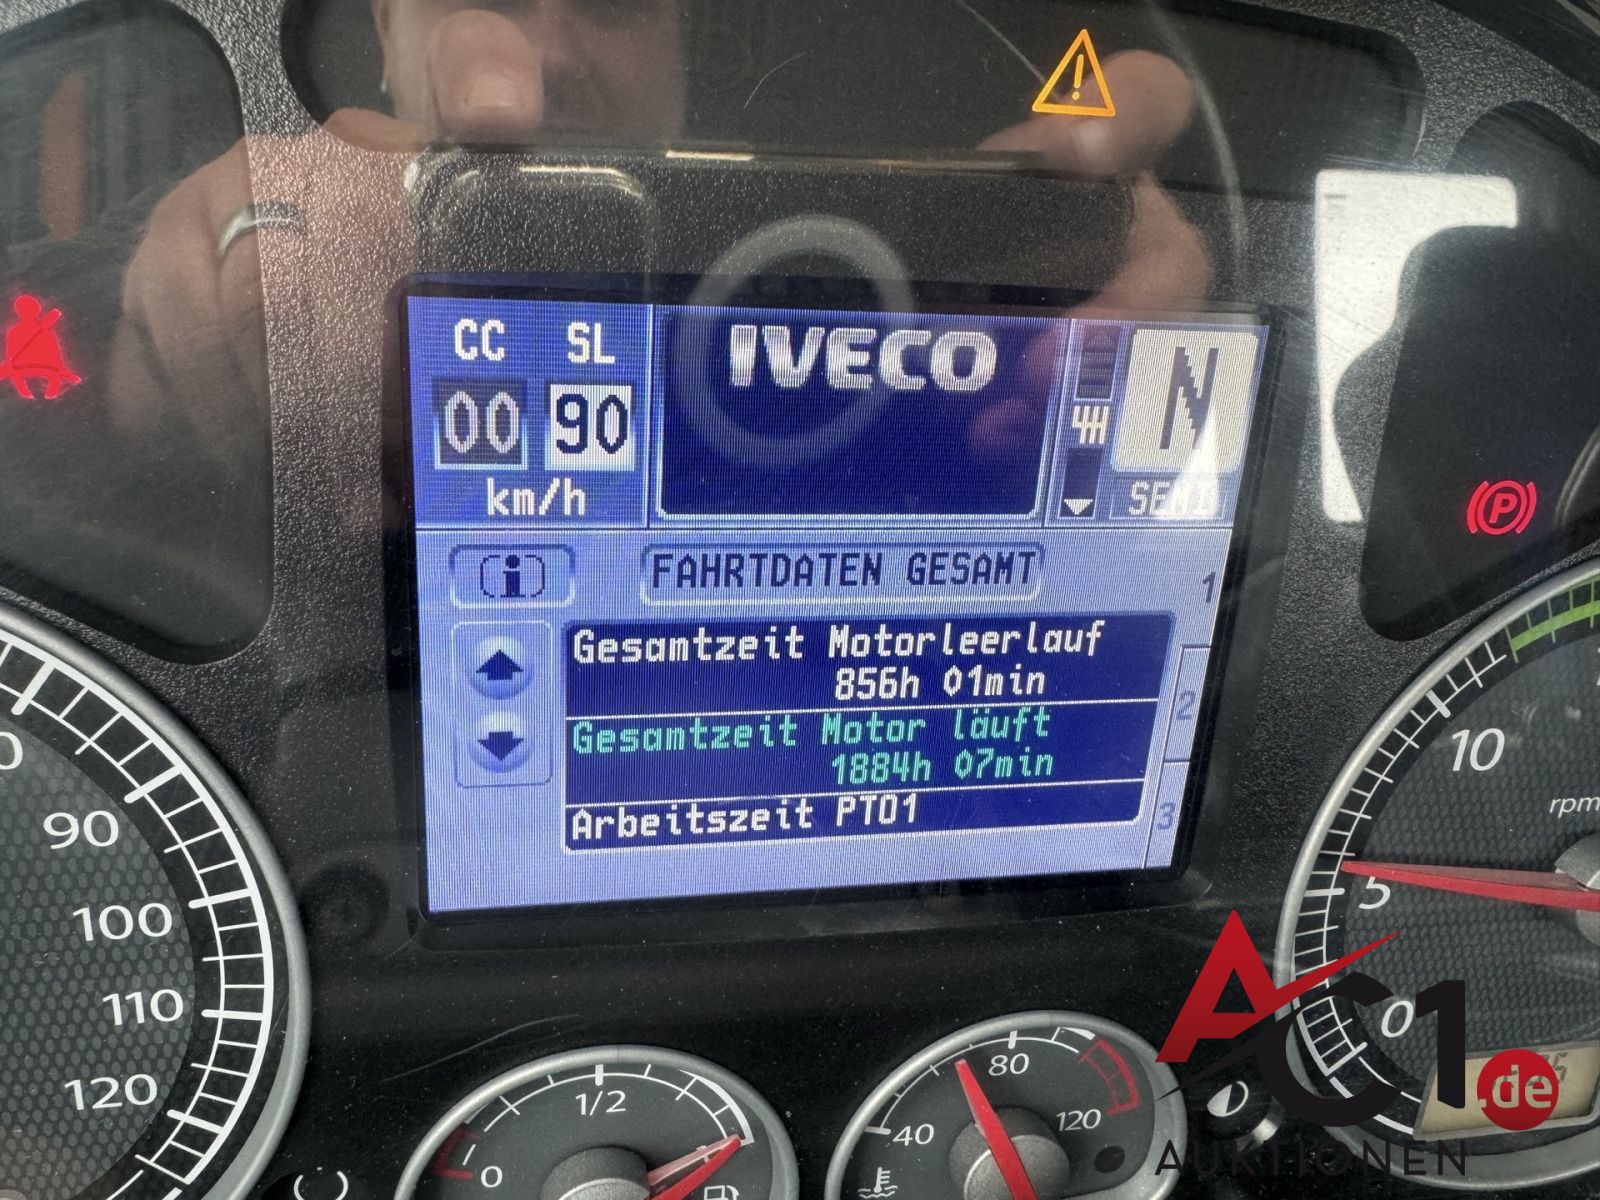 CC SL
00 90
km/h
IVECO
4H
N
SEMI
i
FAHRTDATEN GESAMT
1
Gesamtzeit Motorleerlauf
856h 01min
2
Gesamtzeit Motor läuft
1884h 07min
3
Arbeitszeit PTO1
90
100
110
120
10
rpm
5
0
0
1/2
40
80
120
P
AC1.de
AUKTIONEN